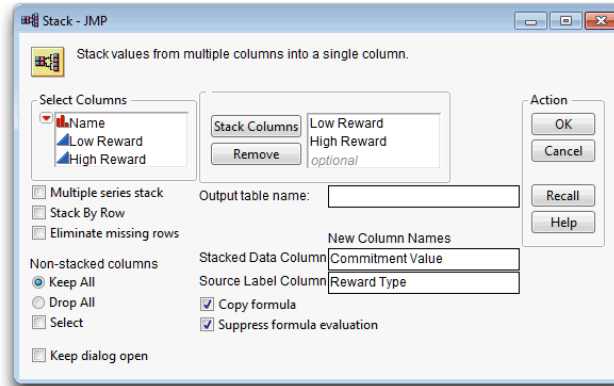 Stack - JMP
Stack values from multiple columns into a single column.
Select Columns
Name
Low Reward
High Reward
Stack Columns
Remove
Low Reward
High Reward
optional
Action
OK
Cancel
Recall
Help
Multiple series stack
Stack By Row
Eliminate missing rows
Non-stacked columns
Keep All
Drop All
Select
Keep dialog open
Output table name:
New Column Names
Stacked Data Column Commitment Value
Source Label Column Reward Type
Copy formula
Suppress formula evaluation